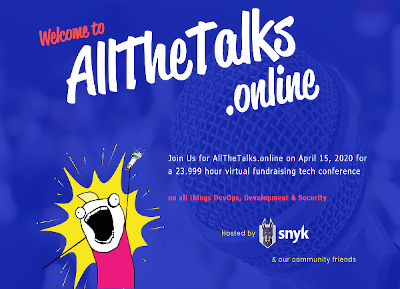 Welcome to
AllTheTalks
.online
Join Us for AllTheTalks.online on April 15, 2020 for
a 23.999 hour virtual fundraising tech conference
on all things DevOps, Development & Security
Hosted by snyk
& our community friends